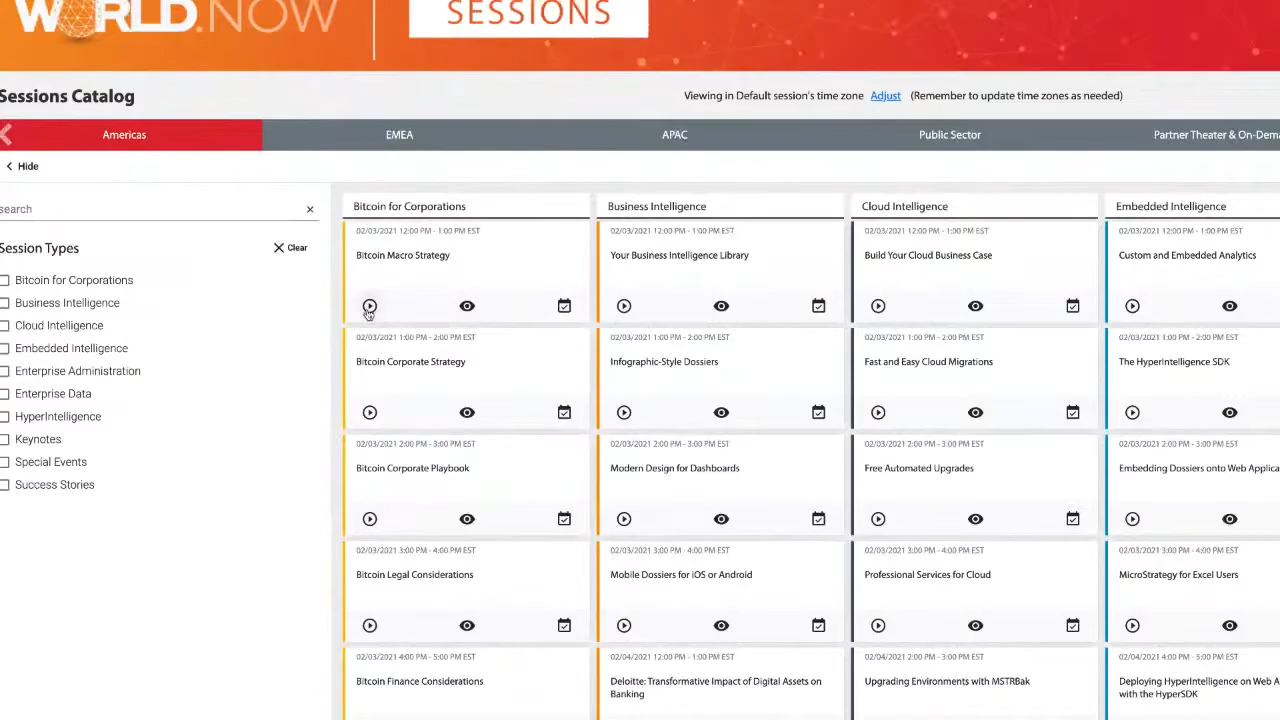 WORLD.NOW
SESSIONS
Sessions Catalog
Viewing in Default session's time zone Adjust (Remember to update time zones as needed)
Americas EMEA APAC Public Sector Partner Theater & On-Dema
Hide
search
Session Types Clear
Bitcoin for Corporations
Business Intelligence
Cloud Intelligence
Embedded Intelligence
Enterprise Administration
Enterprise Data
HyperIntelligence
Keynotes
Special Events
Success Stories
Bitcoin for Corporations
02/03/2021 12:00 PM - 1:00 PM EST
Bitcoin Macro Strategy
02/03/2021 1:00 PM - 2:00 PM EST
Bitcoin Corporate Strategy
02/03/2021 2:00 PM - 3:00 PM EST
Bitcoin Corporate Playbook
02/03/2021 3:00 PM - 4:00 PM EST
Bitcoin Legal Considerations
02/03/2021 4:00 PM - 5:00 PM EST
Bitcoin Finance Considerations
Business Intelligence
02/03/2021 12:00 PM - 1:00 PM EST
Your Business Intelligence Library
02/03/2021 1:00 PM - 2:00 PM EST
Infographic-Style Dossiers
02/03/2021 2:00 PM - 3:00 PM EST
Modern Design for Dashboards
02/03/2021 3:00 PM - 4:00 PM EST
Mobile Dossiers for iOS or Android
02/04/2021 12:00 PM - 1:00 PM EST
Deloitte: Transformative Impact of Digital Assets on
Banking
Cloud Intelligence
02/03/2021 12:00 PM - 1:00 PM EST
Build Your Cloud Business Case
02/03/2021 1:00 PM - 2:00 PM EST
Fast and Easy Cloud Migrations
02/03/2021 2:00 PM - 3:00 PM EST
Free Automated Upgrades
02/03/2021 3:00 PM - 4:00 PM EST
Professional Services for Cloud
02/04/2021 2:00 PM - 3:00 PM EST
Upgrading Environments with MSTRBak
Embedded Intelligence
02/03/2021 12:00 PM - 1:00 PM EST
Custom and Embedded Analytics
02/03/2021 1:00 PM - 2:00 PM EST
The HyperIntelligence SDK
02/03/2021 2:00 PM - 3:00 PM EST
Embedding Dossiers onto Web Applica
02/03/2021 3:00 PM - 4:00 PM EST
MicroStrategy for Excel Users
02/04/2021 4:00 PM - 5:00 PM EST
Deploying HyperIntelligence on Web A
with the HyperSDK